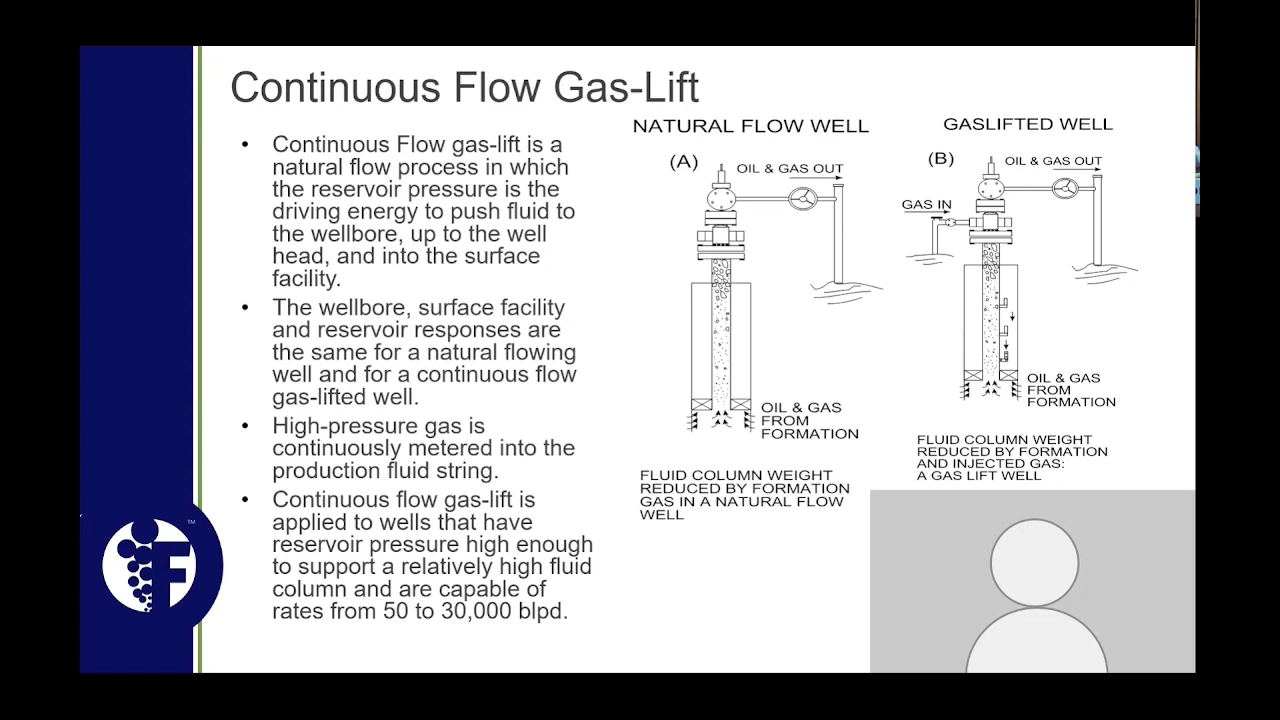 Continuous Flow Gas-Lift
• Continuous Flow gas-lift is a
natural flow process in which
the reservoir pressure is the
driving energy to push fluid to
the wellbore, up to the well
head, and into the surface
facility.
• The wellbore, surface facility
and reservoir responses are
the same for a natural flowing
well and for a continuous flow
gas-lifted well.
• High-pressure gas is
continuously metered into the
production fluid string.
• Continuous flow gas-lift is
applied to wells that have
reservoir pressure high enough
to support a relatively high fluid
column and are capable of
rates from 50 to 30,000 blpd.
NATURAL FLOW WELL
(A)
OIL & GAS OUT
OIL & GAS
FROM
FORMATION
FLUID COLUMN WEIGHT
REDUCED BY FORMATION
GAS IN A NATURAL FLOW
WELL
GASLIFTED WELL
(B)
OIL & GAS OUT
GAS IN
OIL & GAS
FROM
FORMATION
FLUID COLUMN WEIGHT
REDUCED BY FORMATION
AND INJECTED GAS:
A GAS LIFT WELL
F
TM